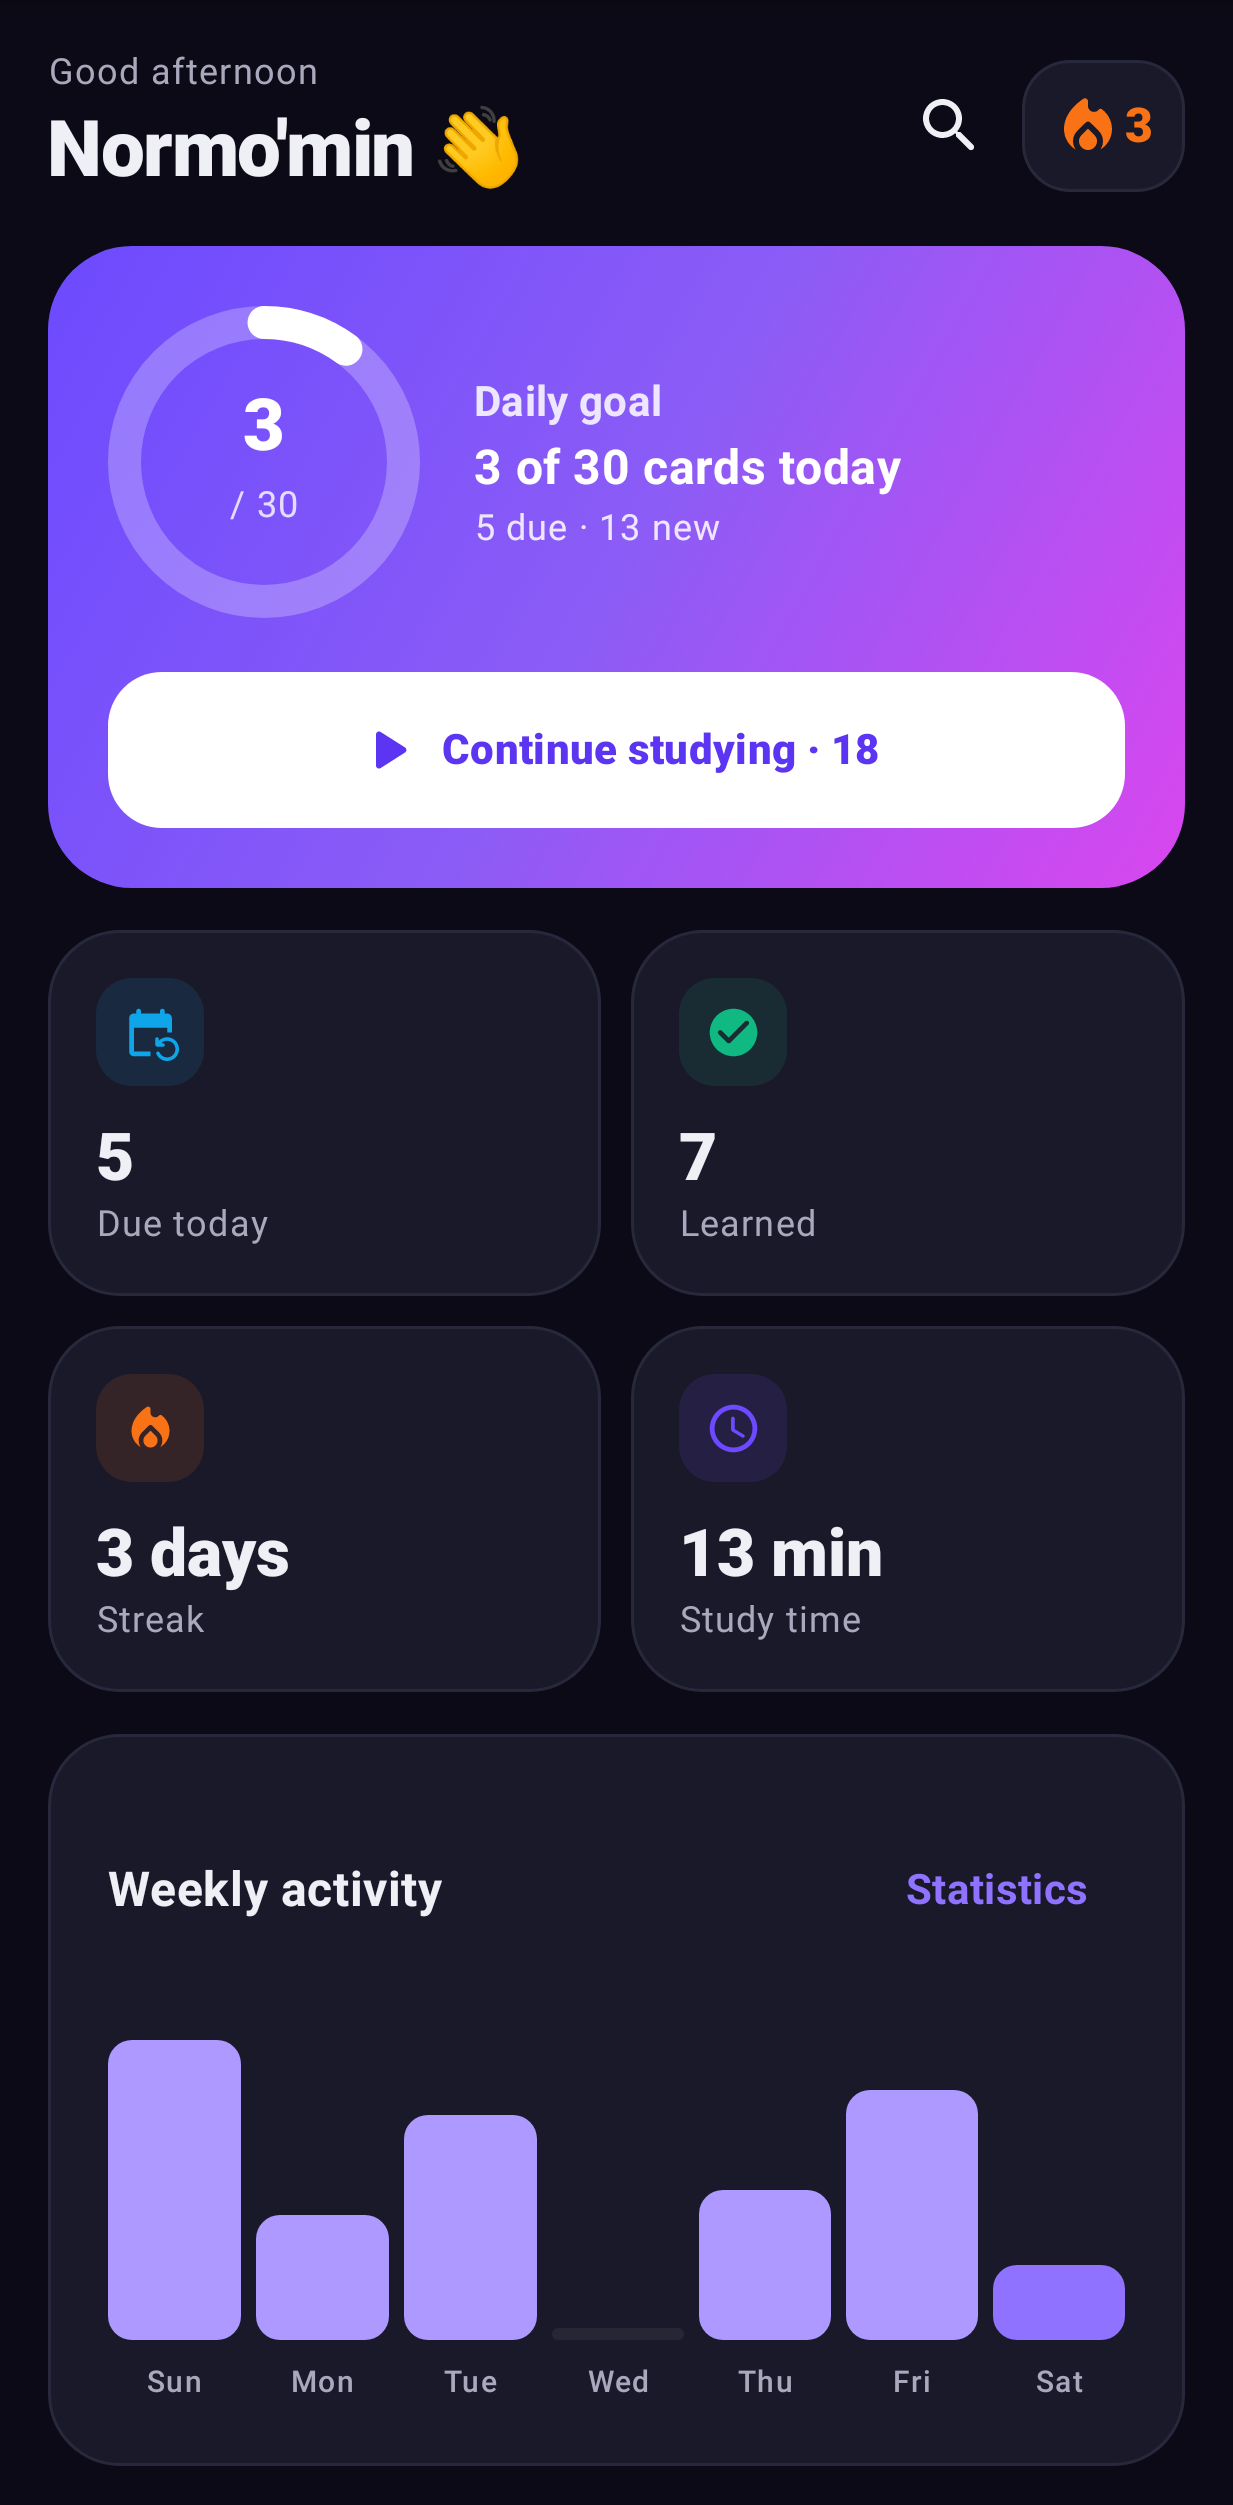 Good afternoon
Normo'min 👋
3
3
/ 30
Daily goal
3 of 30 cards today
5 due · 13 new
Continue studying · 18
5
Due today
7
Learned
3 days
Streak
13 min
Study time
Weekly activity
Statistics
Sun Mon Tue Wed Thu Fri Sat